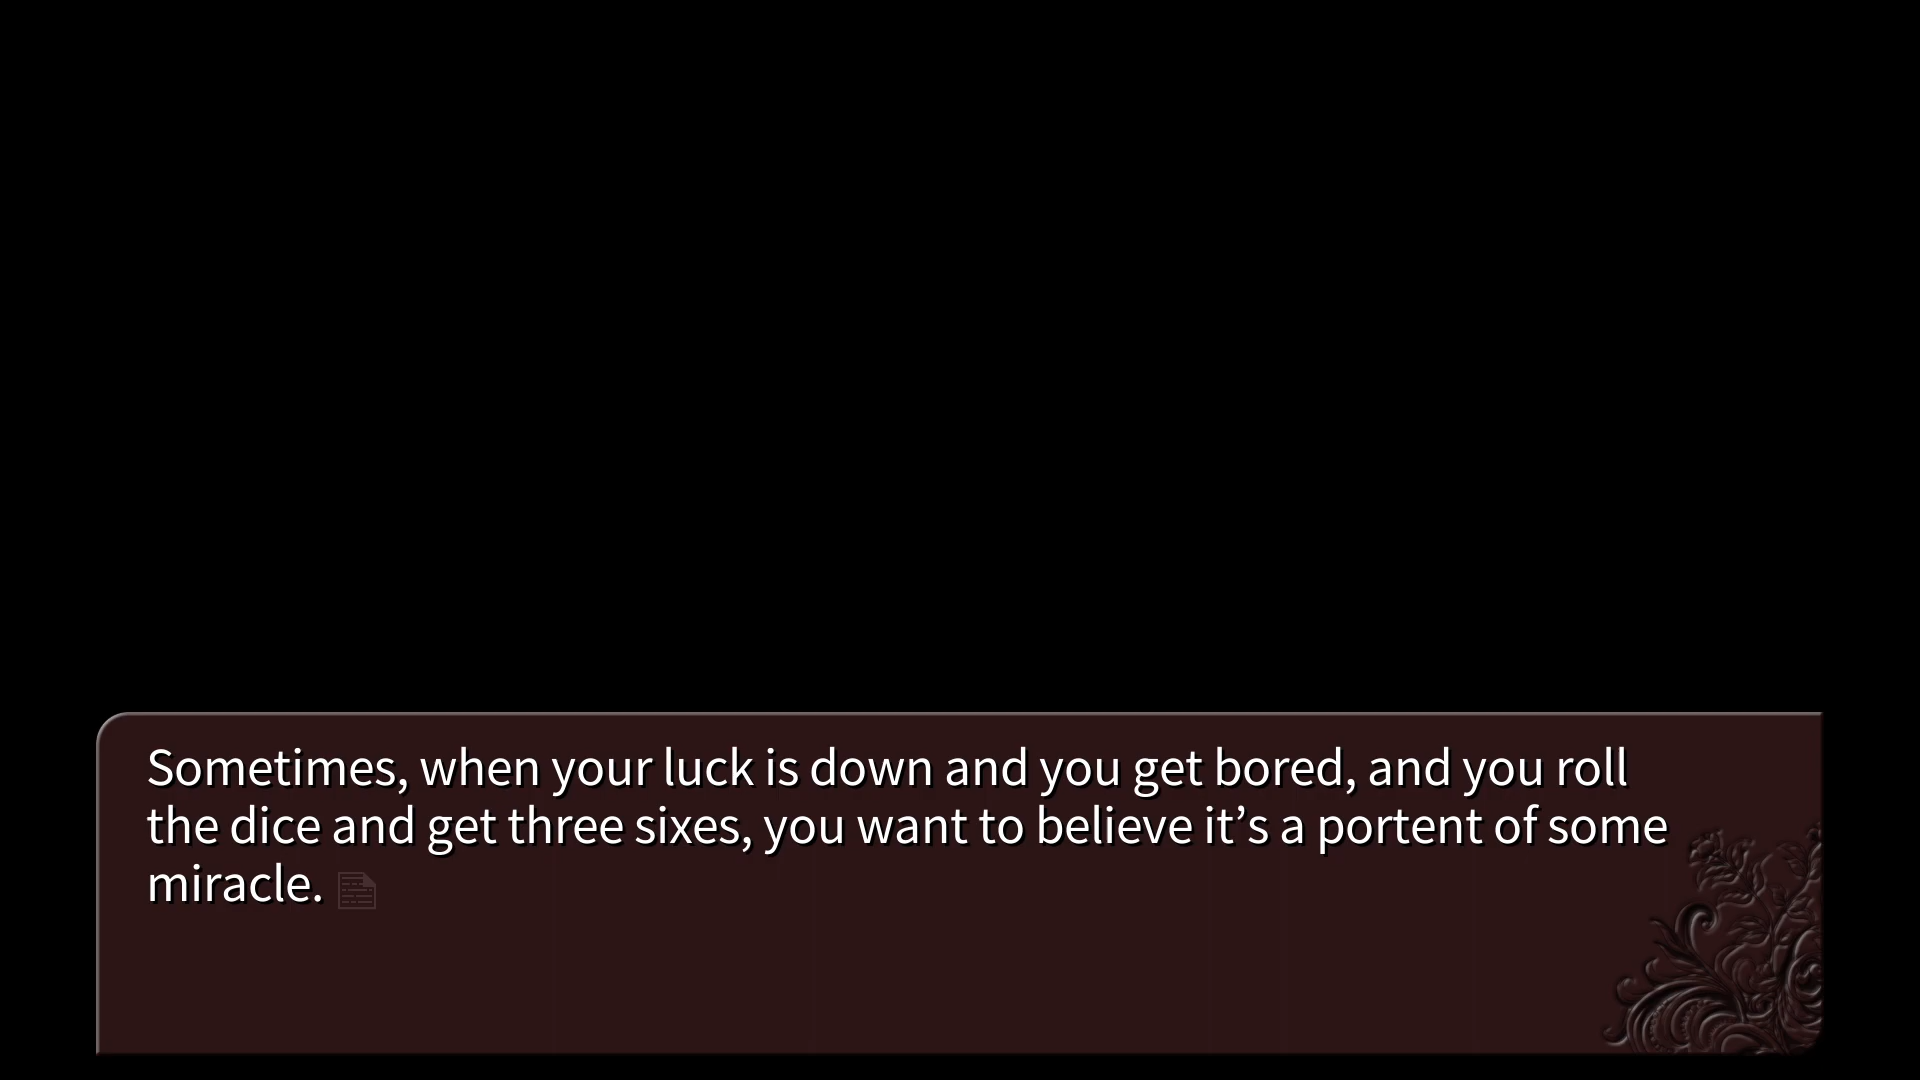 Sometimes, when your luck is down and you get bored, and you roll
the dice and get three sixes, you want to believe it’s a portent of some
miracle.